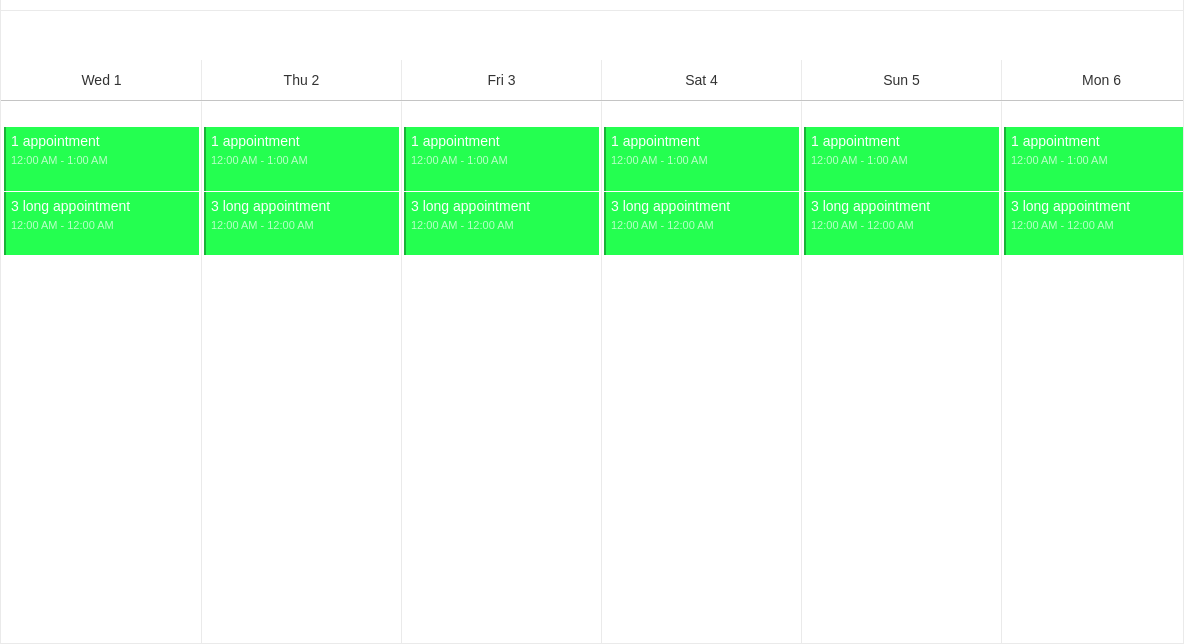 Wed 1 Thu 2 Fri 3 Sat 4 Sun 5 Mon 6
1 appointment 1 appointment 1 appointment 1 appointment 1 appointment 1 appointment
12:00 AM - 1:00 AM 12:00 AM - 1:00 AM 12:00 AM - 1:00 AM 12:00 AM - 1:00 AM 12:00 AM - 1:00 AM 12:00 AM - 1:00 AM
3 long appointment 3 long appointment 3 long appointment 3 long appointment 3 long appointment 3 long appointment
12:00 AM - 12:00 AM 12:00 AM - 12:00 AM 12:00 AM - 12:00 AM 12:00 AM - 12:00 AM 12:00 AM - 12:00 AM 12:00 AM - 12:00 AM